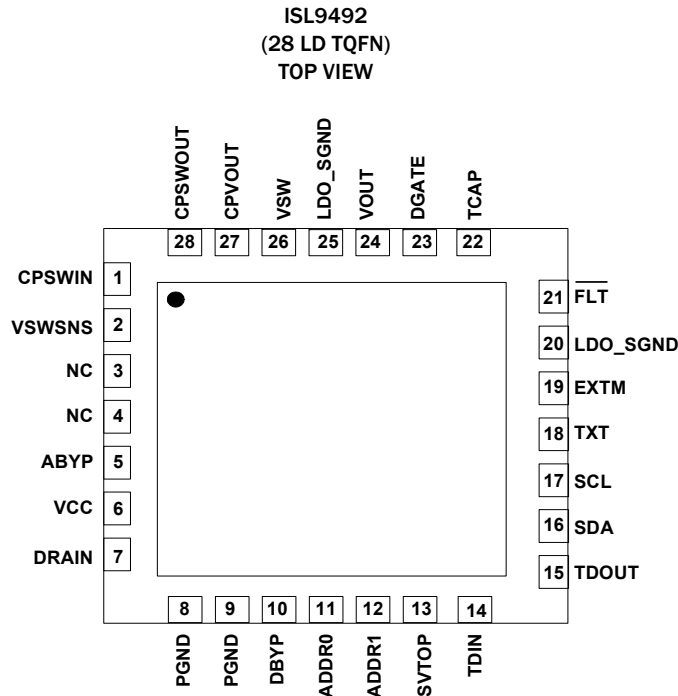 ISL9492
(28 LD TQFN)
TOP VIEW
CPSWOUT
CPVOUT
VSW
LDO_SGND
VOUT
DGATE
TCAP
28 27 26 25 24 23 22
CPSWIN 1
VSWSNS 2
NC 3
NC 4
ABYP 5
VCC 6
DRAIN 7
21 FLT
20 LDO_SGND
19 EXTM
18 TXT
17 SCL
16 SDA
15 TDOUT
8 9 10 11 12 13 14
PGND
PGND
DBYP
ADDR0
ADDR1
SVTOP
TDIN